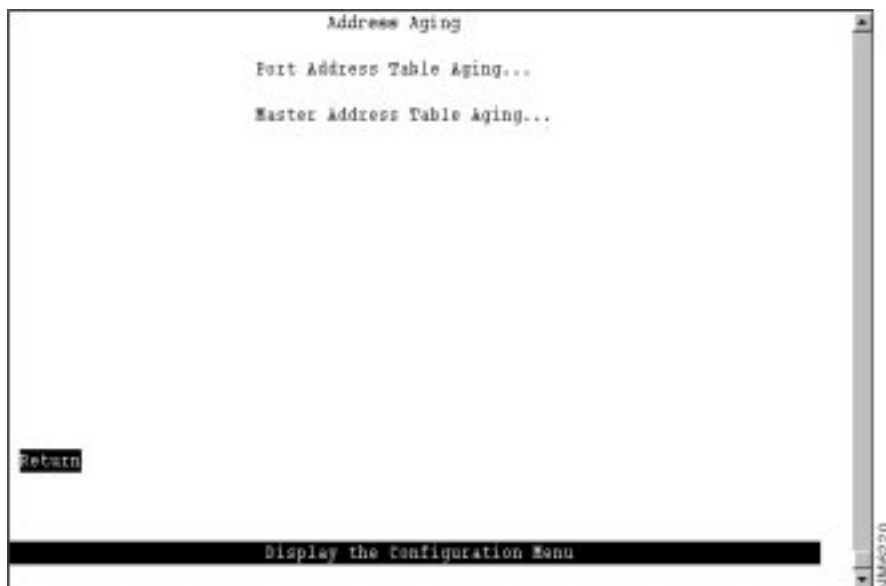 Address Aging
Port Address Table Aging...
Master Address Table Aging...
Return
Display the Configuration Menu